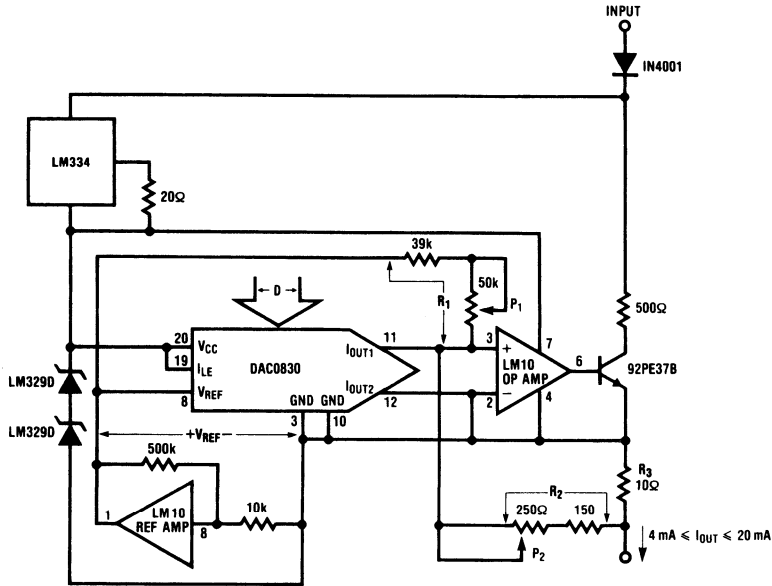 INPUT
IN4001
LM334
20Ω
39k
50k
P1
R1
D
500Ω
20
VCC
19
ILE
8
VREF
DAC0830
IOUT1
11
IOUT2
12
GND GND
3
10
3
+
LM10
OP AMP
−
2
7
6
4
92PE37B
LM329D
LM329D
+VREF−
500k
1
LM10
REF AMP
8
10k
R3
10Ω
R2
250Ω
150
P2
4 mA ⩽ IOUT ⩽ 20 mA